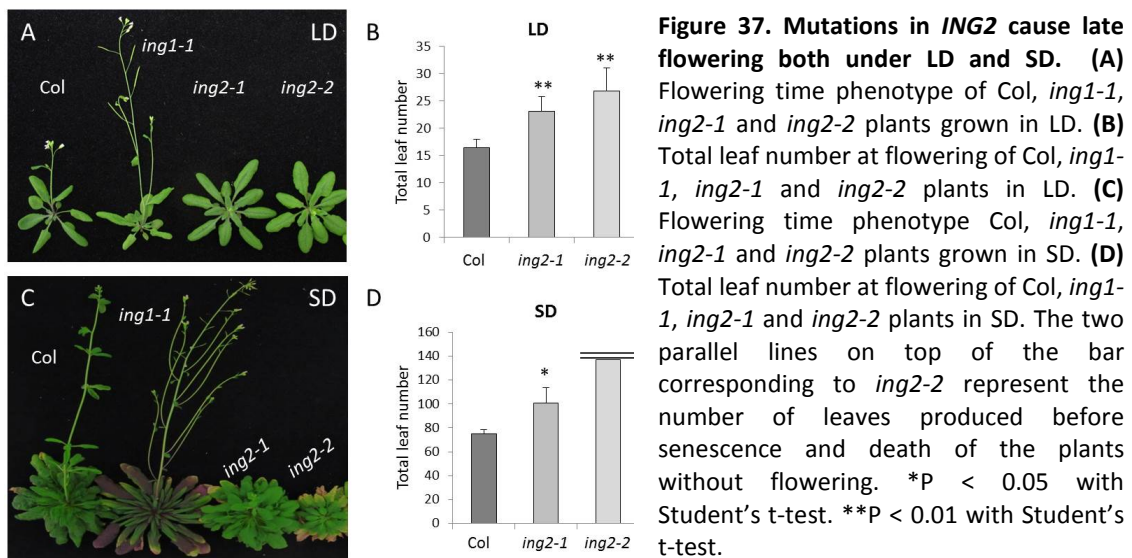 A
ing1-1
LD
Col
ing2-1
ing2-2
B
LD
Total leaf number
35
30
25
20
15
10
5
0
**
**
Col
ing2-1
ing2-2
C
SD
ing1-1
Col
ing2-1
ing2-2
D
SD
Total leaf number
160
140
120
100
80
60
40
20
0
*
Col
ing2-1
ing2-2
Figure 37. Mutations in ING2 cause late
flowering both under LD and SD. (A)
Flowering time phenotype of Col, ing1-1,
ing2-1 and ing2-2 plants grown in LD. (B)
Total leaf number at flowering of Col, ing1-
1, ing2-1 and ing2-2 plants in LD. (C)
Flowering time phenotype Col, ing1-1,
ing2-1 and ing2-2 plants grown in SD. (D)
Total leaf number at flowering of Col, ing1-
1, ing2-1 and ing2-2 plants in SD. The two
parallel lines on top of the bar
corresponding to ing2-2 represent the
number of leaves produced before
senescence and death of the plants
without flowering. *P < 0.05 with
Student’s t-test. **P < 0.01 with Student’s
t-test.